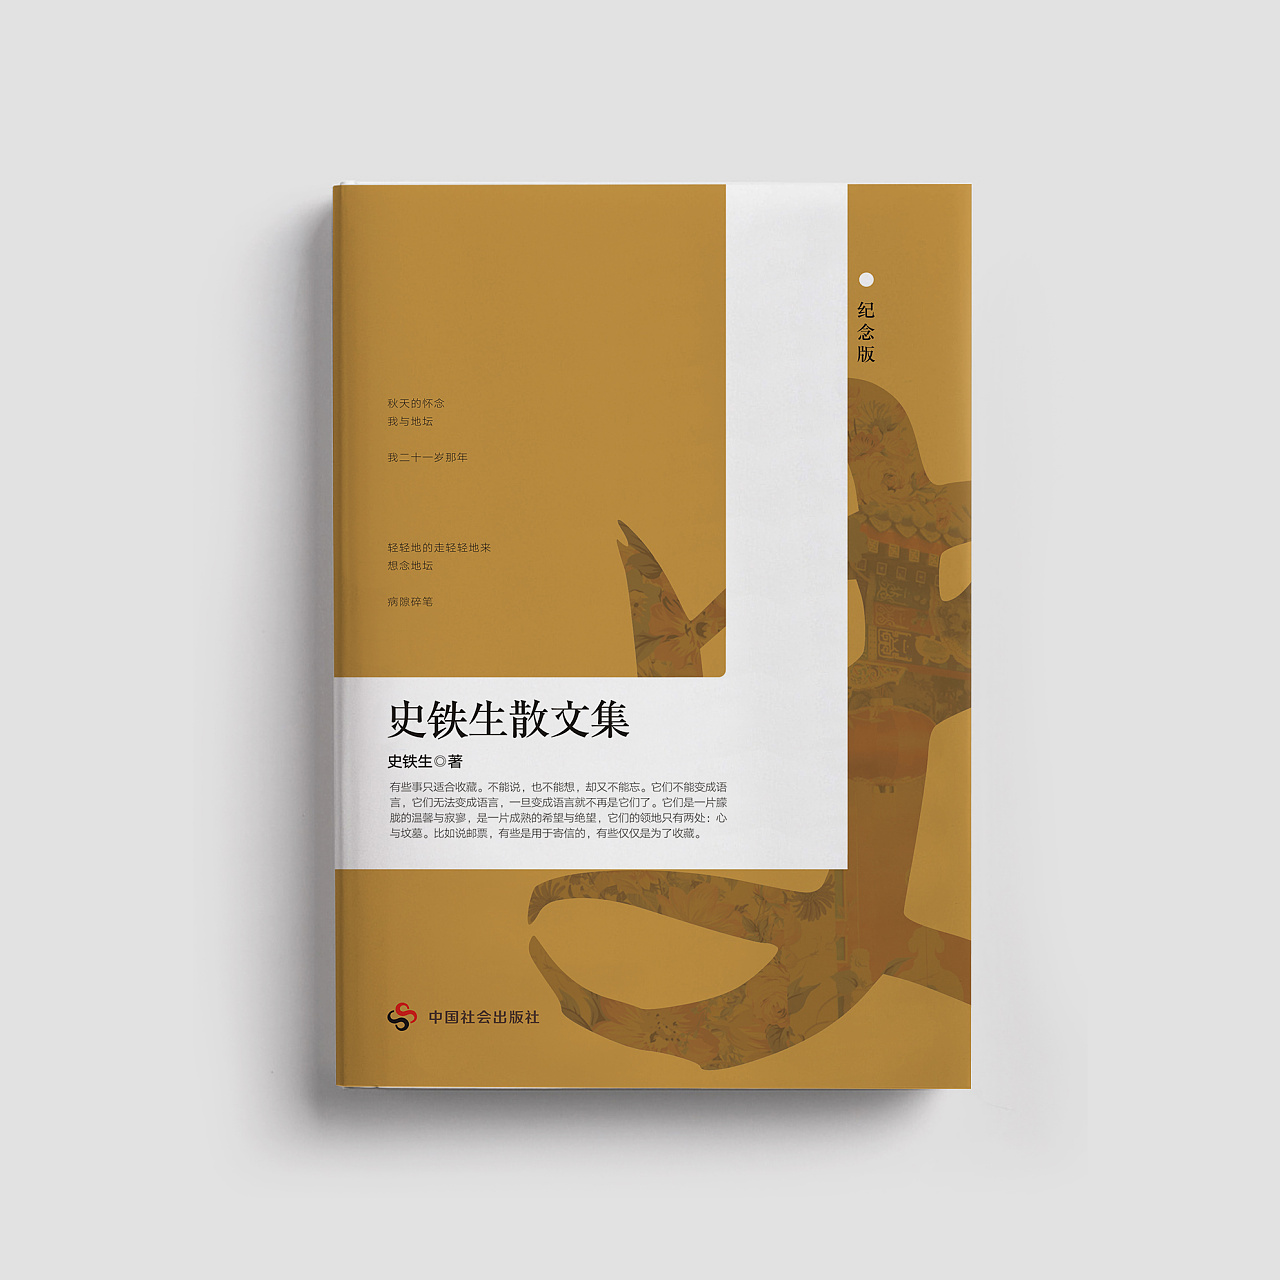 纪念版
秋天的怀念
我与地坛
我二十一岁那年
轻轻地的走轻轻地来
想念地坛
病隙碎笔
史铁生散文集
史铁生◎著
有些事只适合收藏。不能说，也不能想，却又不能忘。它们不能变成语
言，它们无法变成语言，一旦变成语言就不再是它们了。它们是一片朦
胧的温馨与寂寥，是一片成熟的希望与绝望，它们的领地只有两处：心
与坟墓。比如说邮票，有些是用于寄信的，有些仅仅是为了收藏。
中国社会出版社